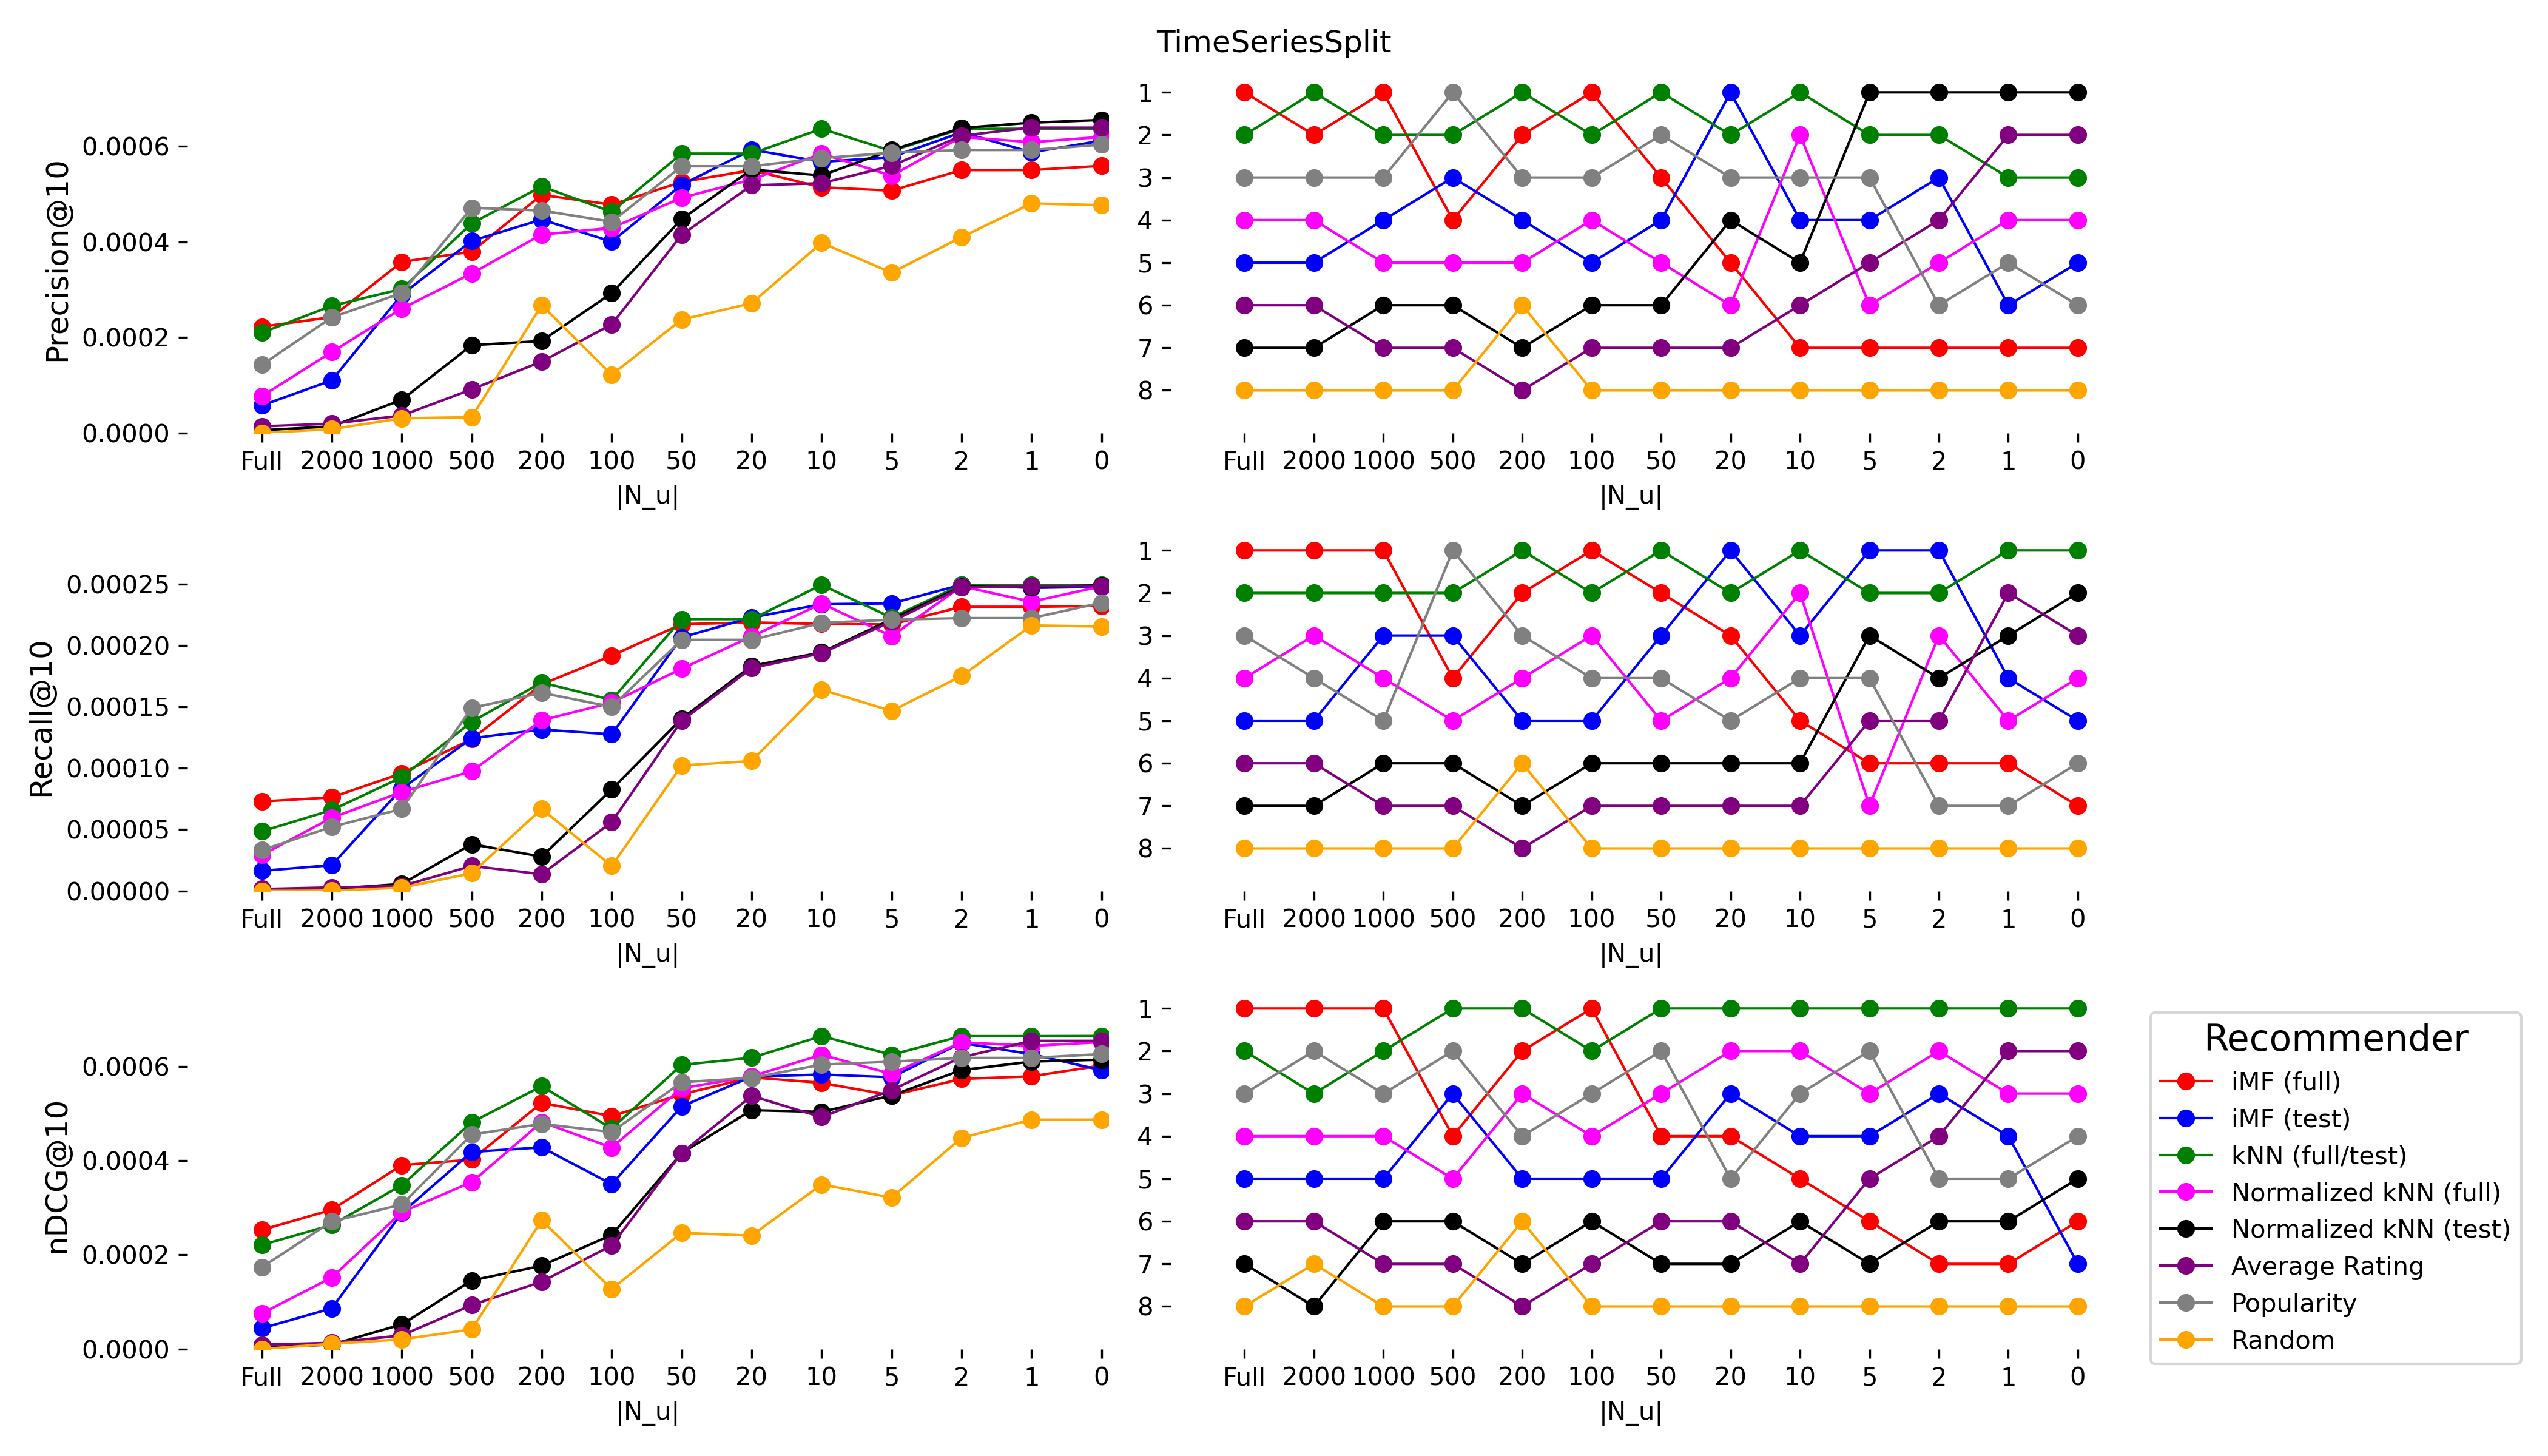 TimeSeriesSplit
Precision@10
0.0006
0.0004
0.0002
0.0000
Full 2000 1000 500 200 100 50 20 10 5 2 1 0
|N_u|
1
2
3
4
5
6
7
8
Full 2000 1000 500 200 100 50 20 10 5 2 1 0
|N_u|
Recall@10
0.00025
0.00020
0.00015
0.00010
0.00005
0.00000
Full 2000 1000 500 200 100 50 20 10 5 2 1 0
|N_u|
1
2
3
4
5
6
7
8
Full 2000 1000 500 200 100 50 20 10 5 2 1 0
|N_u|
nDCG@10
0.0006
0.0004
0.0002
0.0000
Full 2000 1000 500 200 100 50 20 10 5 2 1 0
|N_u|
1
2
3
4
5
6
7
8
Full 2000 1000 500 200 100 50 20 10 5 2 1 0
|N_u|
Recommender
iMF (full)
iMF (test)
kNN (full/test)
Normalized kNN (full)
Normalized kNN (test)
Average Rating
Popularity
Random